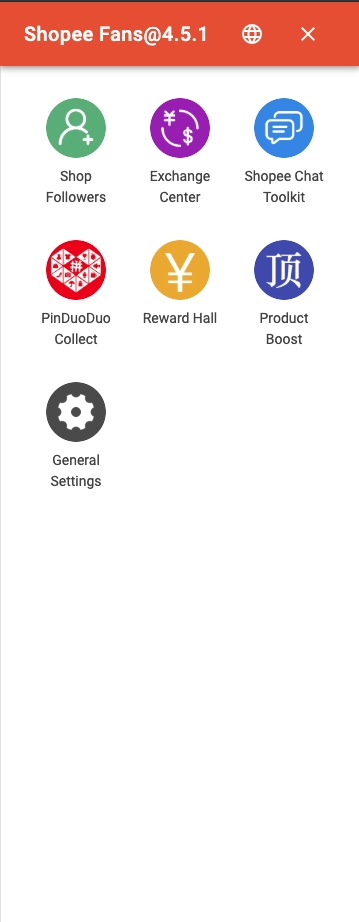 Shopee Fans@4.5.1
Shop
Followers
Exchange
Center
Shopee Chat
Toolkit
PinDuoDuo
Collect
¥
Reward Hall
顶
Product
Boost
General
Settings